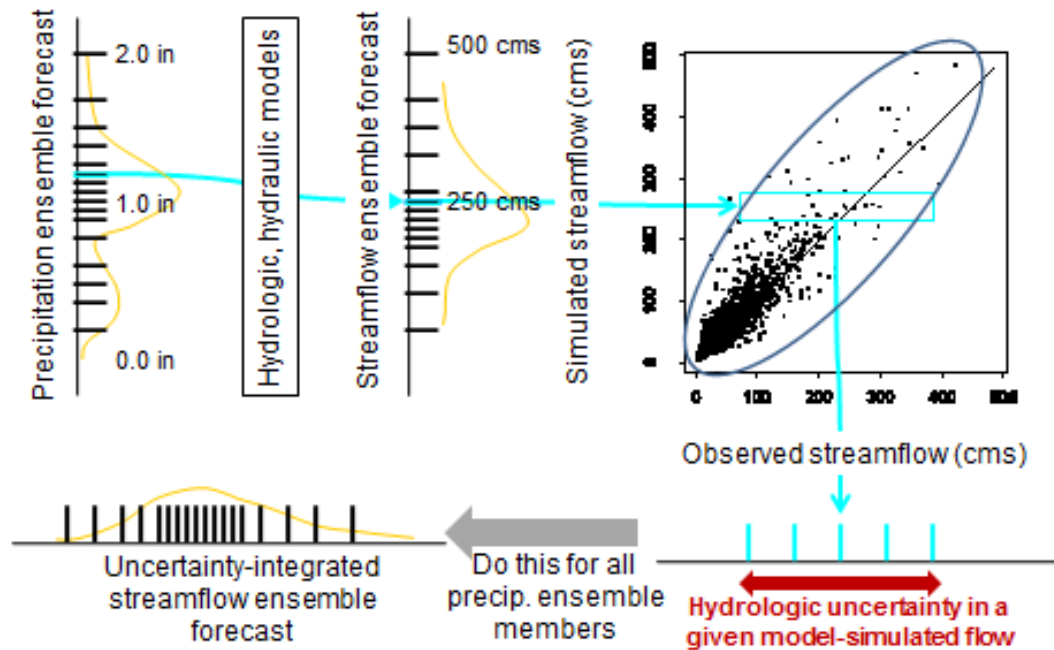 Precipitation ensemble forecast
2.0 in
1.0 in
0.0 in
Hydrologic, hydraulic models
Streamflow ensemble forecast
500 cms
250 cms
Simulated streamflow (cms)
500
400
300
200
100
0
0 100 200 300 400 500
Observed streamflow (cms)
Uncertainty-integrated
streamflow ensemble
forecast
Do this for all
precip. ensemble
members
Hydrologic uncertainty in a
given model-simulated flow